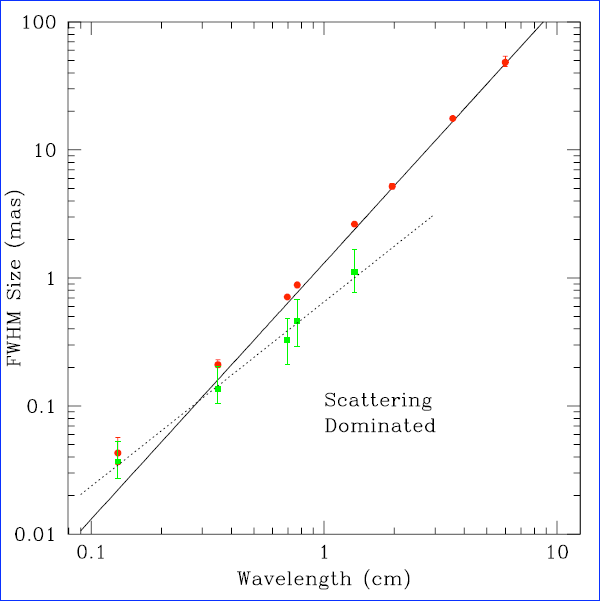 100
10
1
0.1
0.01
FWHM Size (mas)
Scattering
Dominated
0.1
1
10
Wavelength (cm)